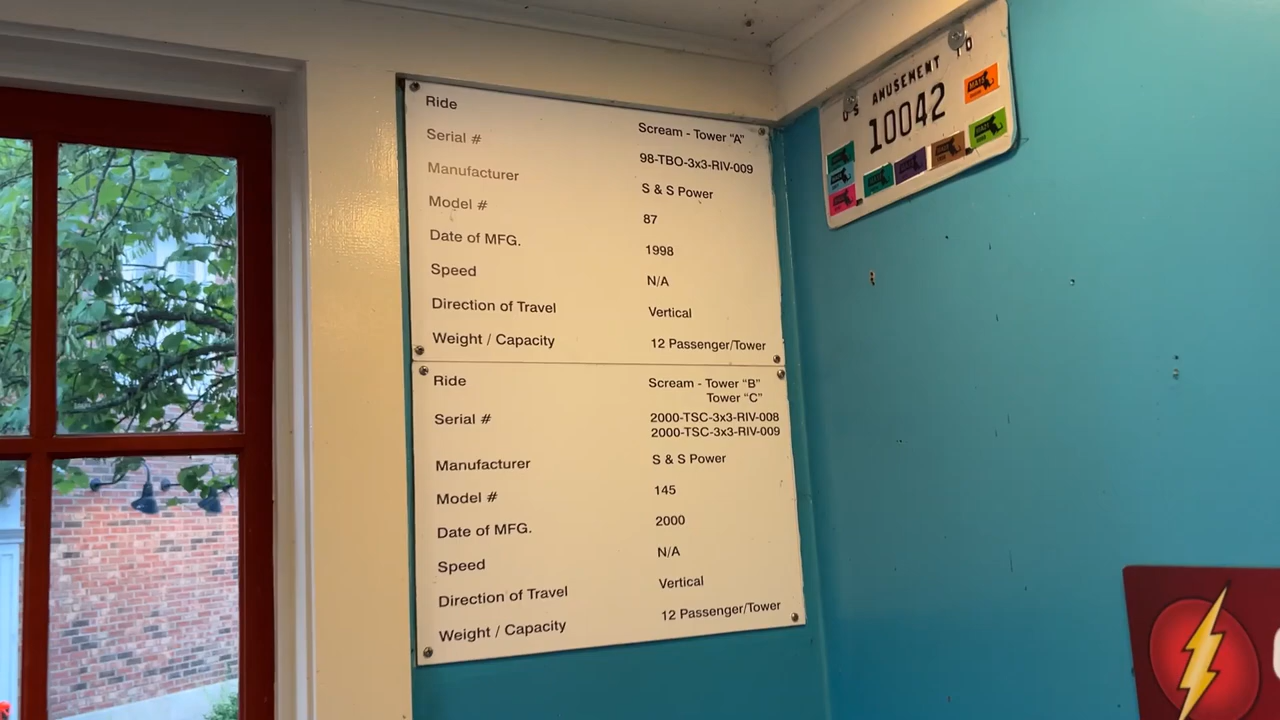 Ride Scream - Tower “A”
Serial # 98-TBO-3x3-RIV-009
Manufacturer S & S Power
Model # 87
Date of MFG. 1998
Speed N/A
Direction of Travel Vertical
Weight / Capacity 12 Passenger/Tower
Ride Scream - Tower “B”
Tower “C”
Serial # 2000-TSC-3x3-RIV-008
2000-TSC-3x3-RIV-009
Manufacturer S & S Power
Model # 145
Date of MFG. 2000
Speed N/A
Direction of Travel Vertical
Weight / Capacity 12 Passenger/Tower
US AMUSEMENT ID
10042
MASS